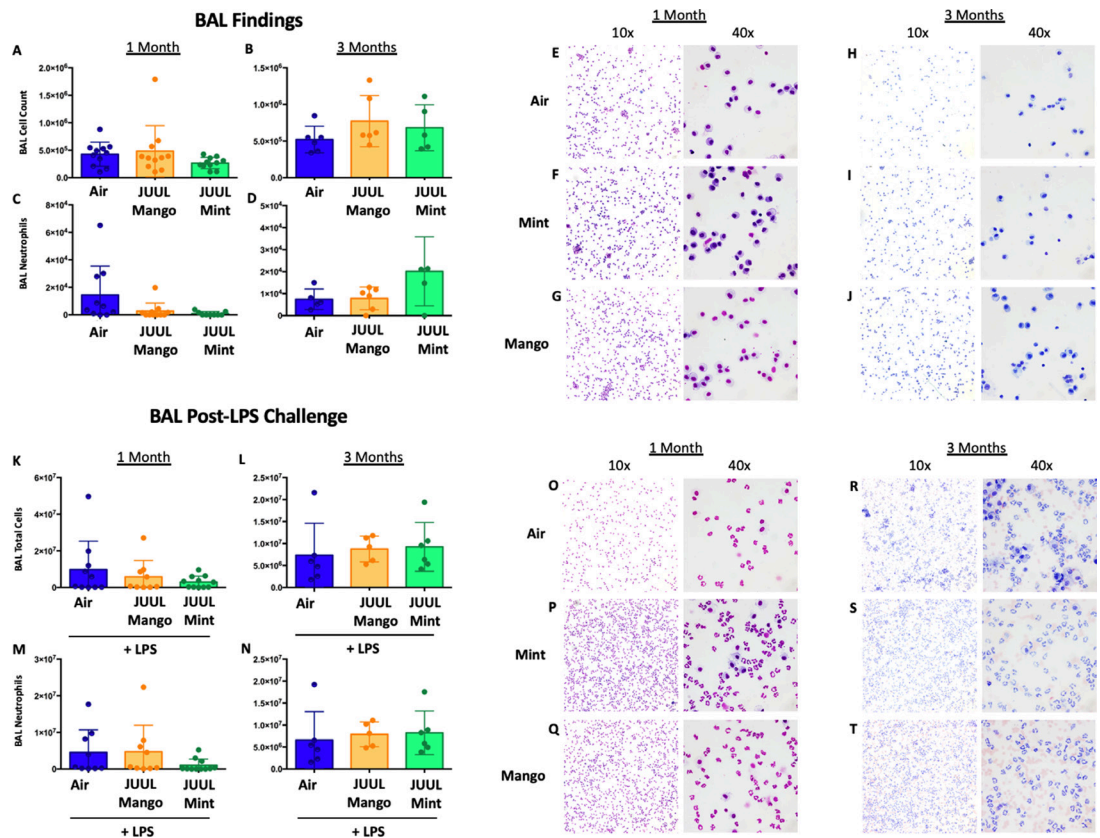 BAL Findings
A 1 Month B 3 Months
BAL Cell Count
2.0×10⁶
1.5×10⁶
1.0×10⁶
5.0×10⁵
0.0
Air JUUL Mango JUUL Mint
1.5×10⁶
1.0×10⁶
5.0×10⁵
0.0
Air JUUL Mango JUUL Mint
C D
BAL Neutrophils
8×10⁴
6×10⁴
4×10⁴
2×10⁴
0
Air JUUL Mango JUUL Mint
5×10⁴
4×10⁴
3×10⁴
2×10⁴
1×10⁴
0
Air JUUL Mango JUUL Mint
1 Month 3 Months
10x 40x 10x 40x
E Air H
F Mint I
G Mango J
BAL Post-LPS Challenge
K 1 Month L 3 Months
BAL Total Cells
6×10⁷
4×10⁷
2×10⁷
0
Air JUUL Mango JUUL Mint
+ LPS
2.5×10⁷
2.0×10⁷
1.5×10⁷
1.0×10⁷
5.0×10⁶
0.0
Air JUUL Mango JUUL Mint
+ LPS
M N
BAL Neutrophils
3×10⁷
2×10⁷
1×10⁷
0
Air JUUL Mango JUUL Mint
+ LPS
2.5×10⁷
2.0×10⁷
1.5×10⁷
1.0×10⁷
5.0×10⁶
0.0
Air JUUL Mango JUUL Mint
+ LPS
1 Month 3 Months
10x 40x 10x 40x
O Air R
P Mint S
Q Mango T